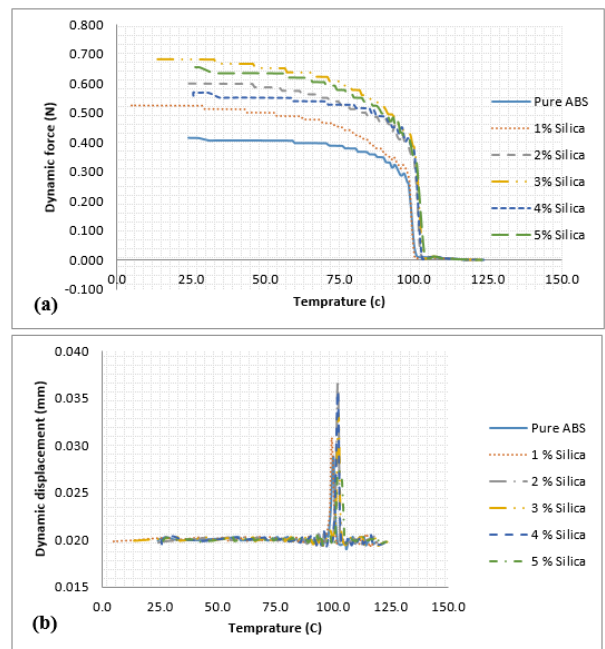 0.800
0.700
0.600
0.500
0.400
0.300
0.200
0.100
0.000
-0.100
Dynamic force (N)
0.0 25.0 50.0 75.0 100.0 125.0 150.0
Temprature (c)
(a)
Pure ABS
1% Silica
2% Silica
3% Silica
4% Silica
5% Silica
0.040
0.035
0.030
0.025
0.020
0.015
Dynamic displacement (mm)
0.0 25.0 50.0 75.0 100.0 125.0 150.0
Temprature (C)
(b)
Pure ABS
1 % Silica
2 % Silica
3 % Silica
4 % Silica
5 % Silica